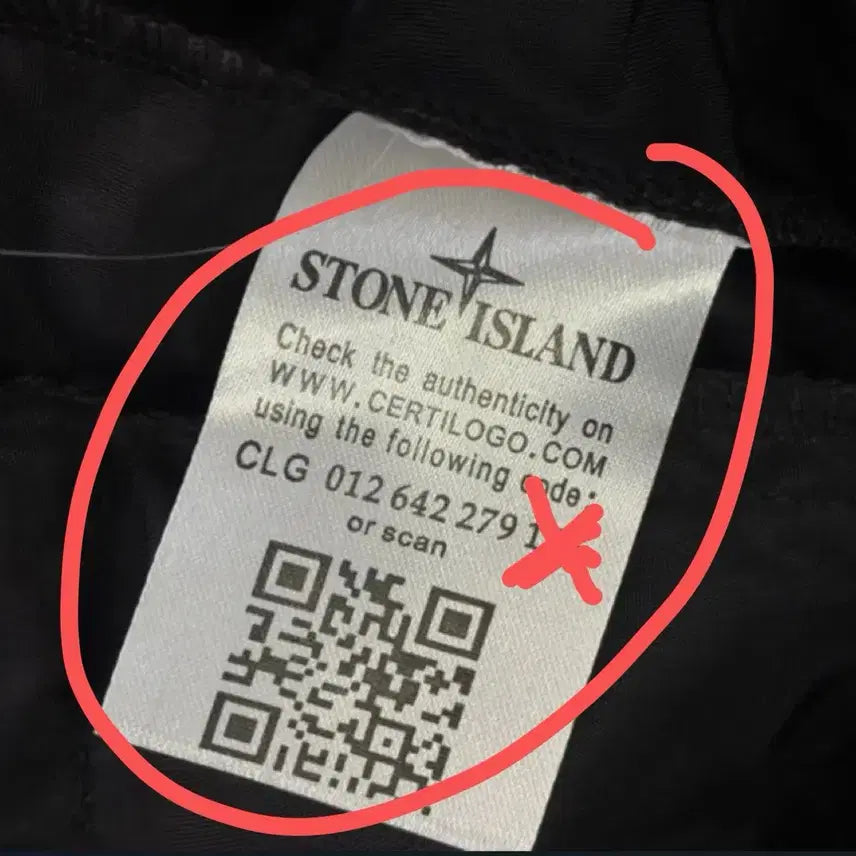 STONE ISLAND
Check the authenticity on
WWW.CERTILOGO.COM
using the following code:
CLG 012 642 279 1
or scan